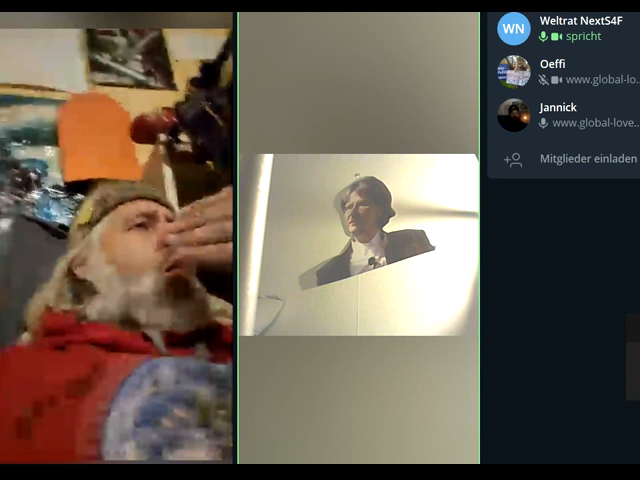 WN
Weltrat NextS4F
spricht
Oeffi
www.global-lo..
Jannick
www.global-love..
Mitglieder einladen